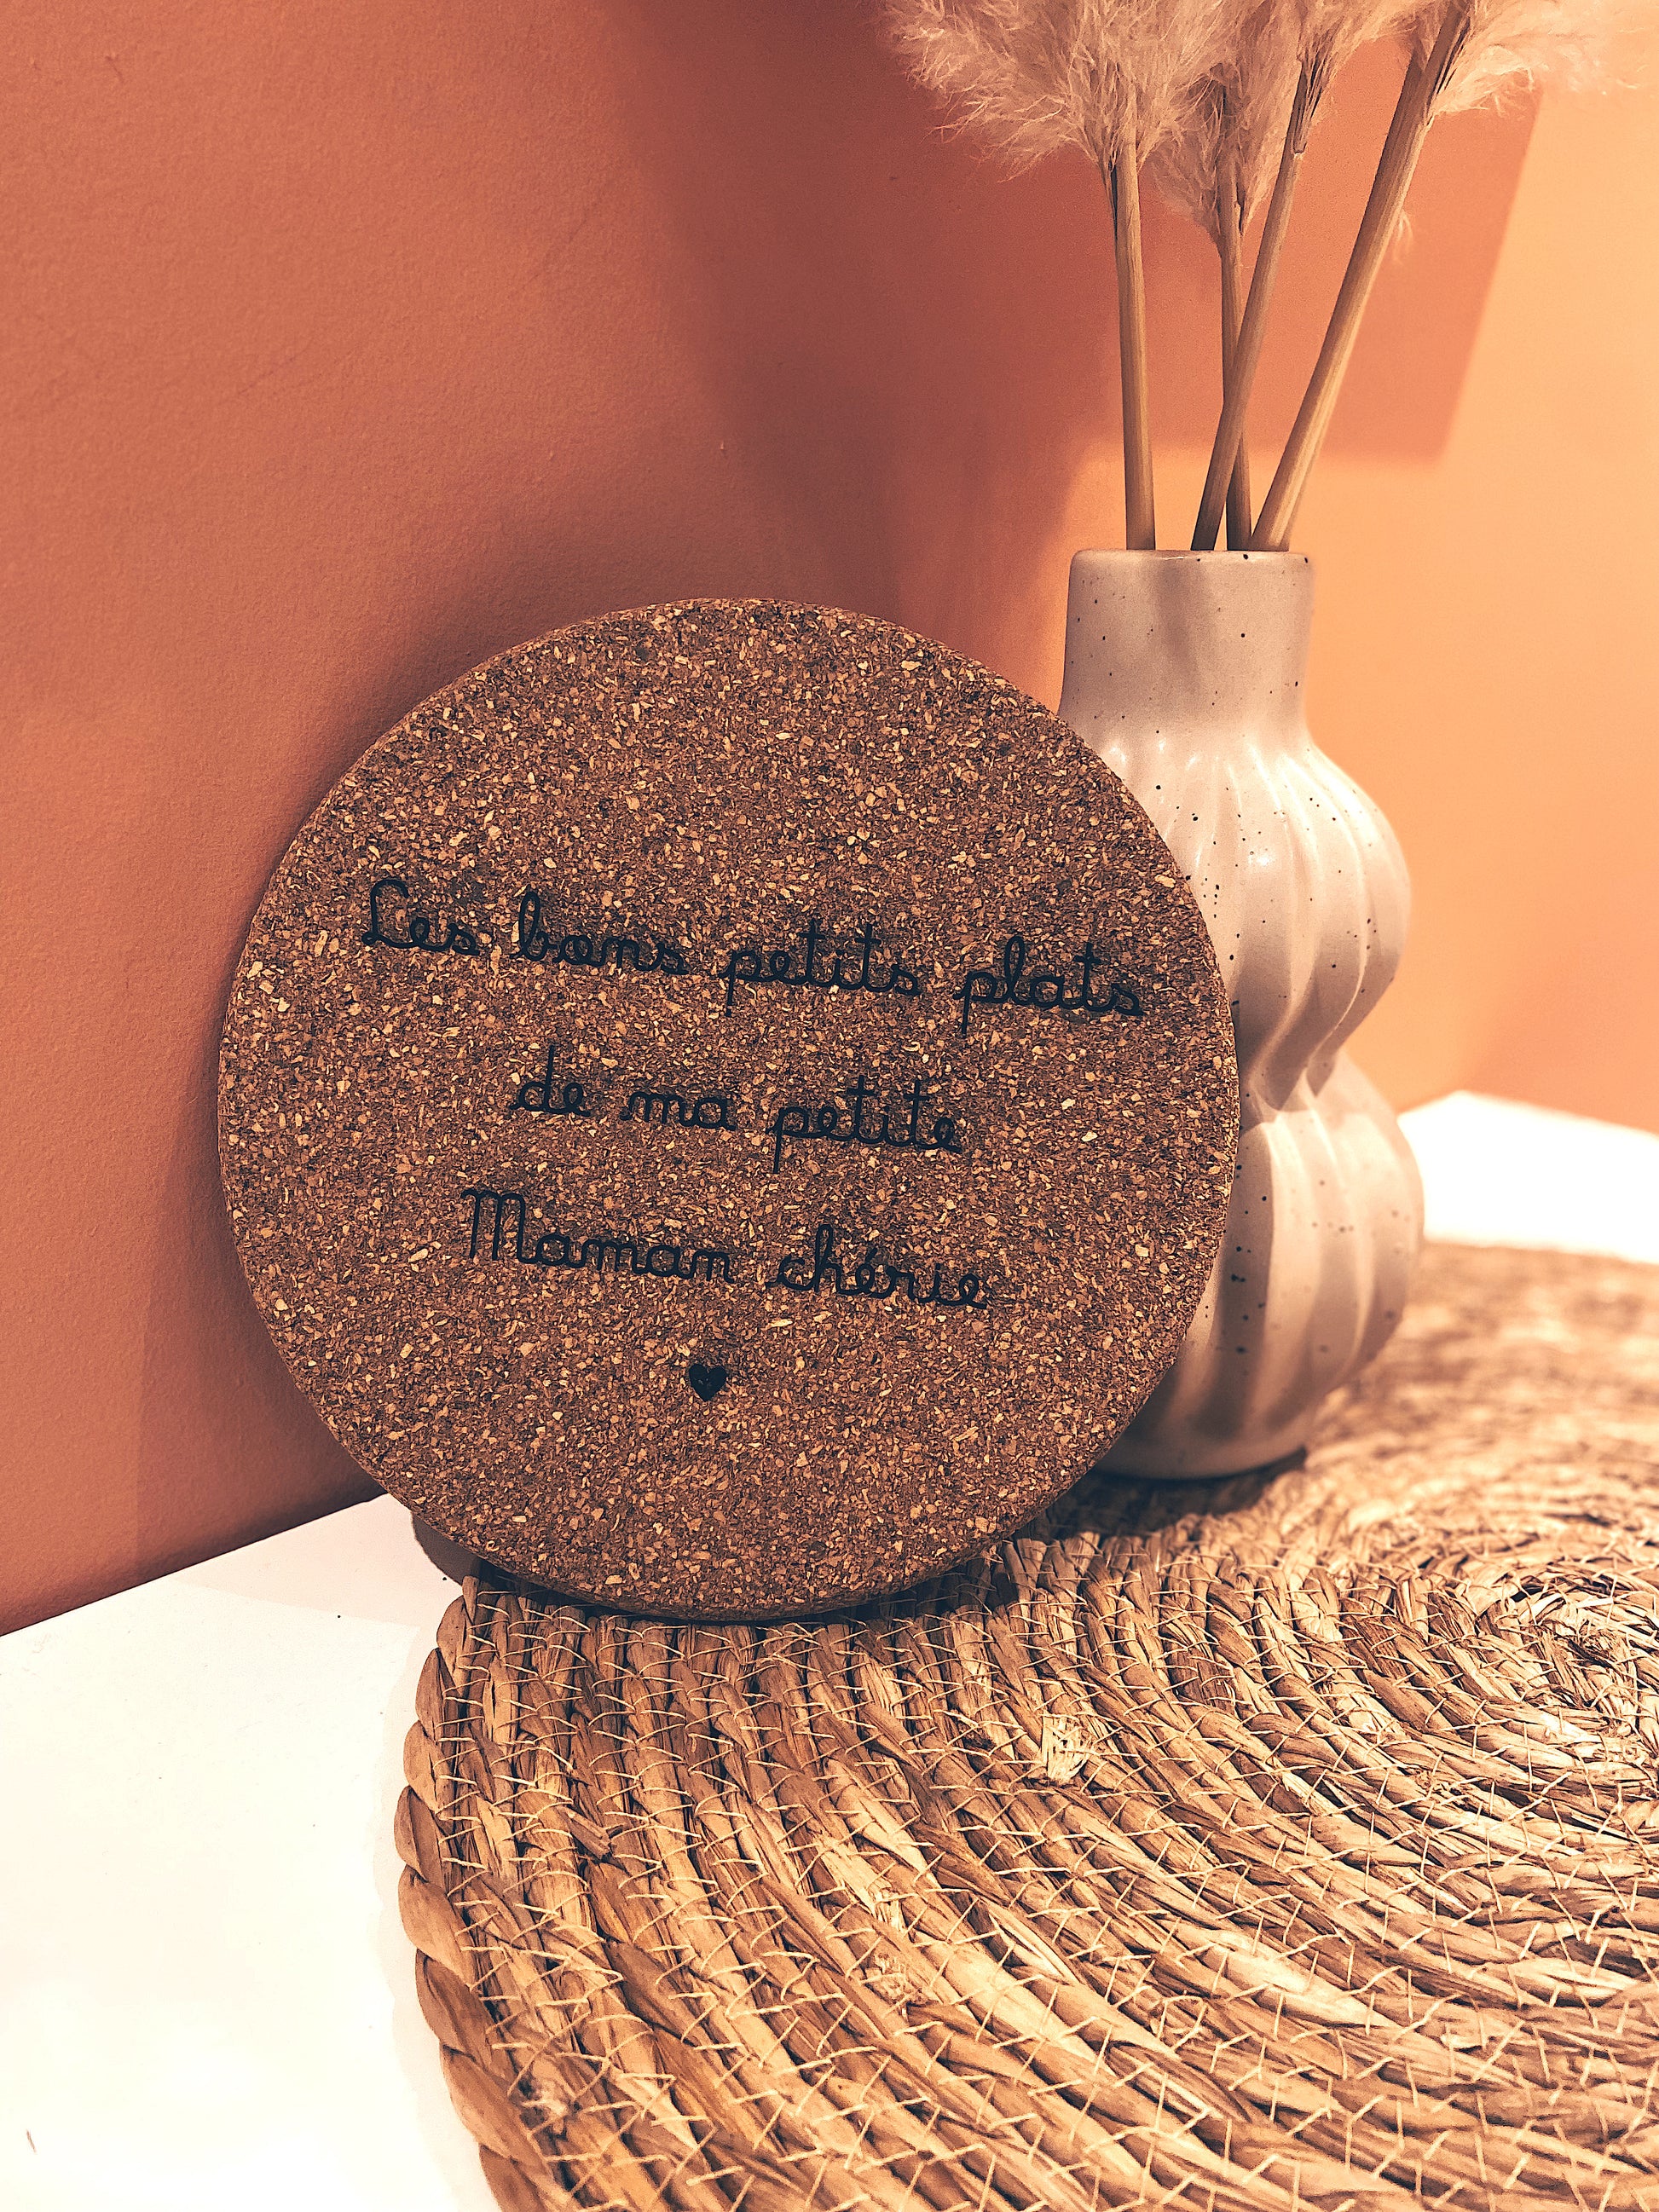 Les bons petits plats
de ma petite
Maman chérie